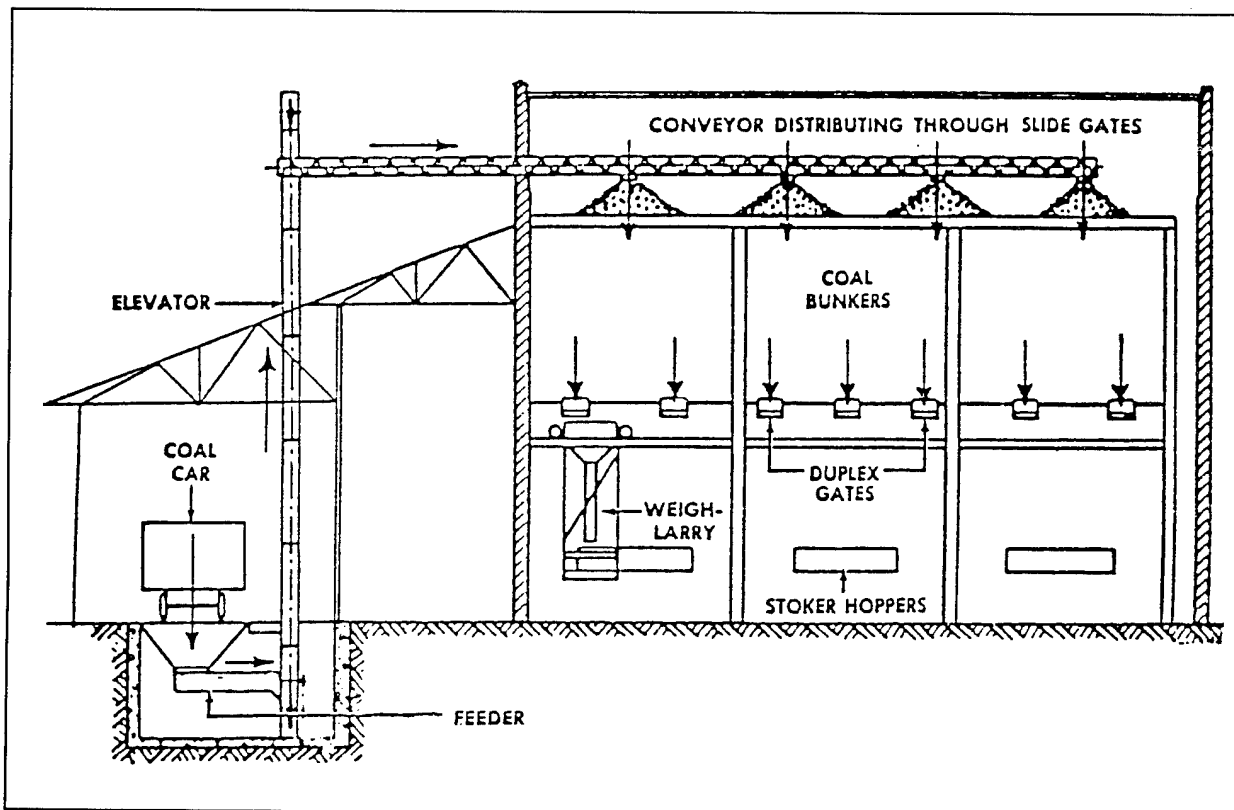 CONVEYOR DISTRIBUTING THROUGH SLIDE GATES
ELEVATOR
COAL
BUNKERS
COAL
CAR
DUPLEX
GATES
WEIGH-
LARRY
STOKER HOPPERS
FEEDER